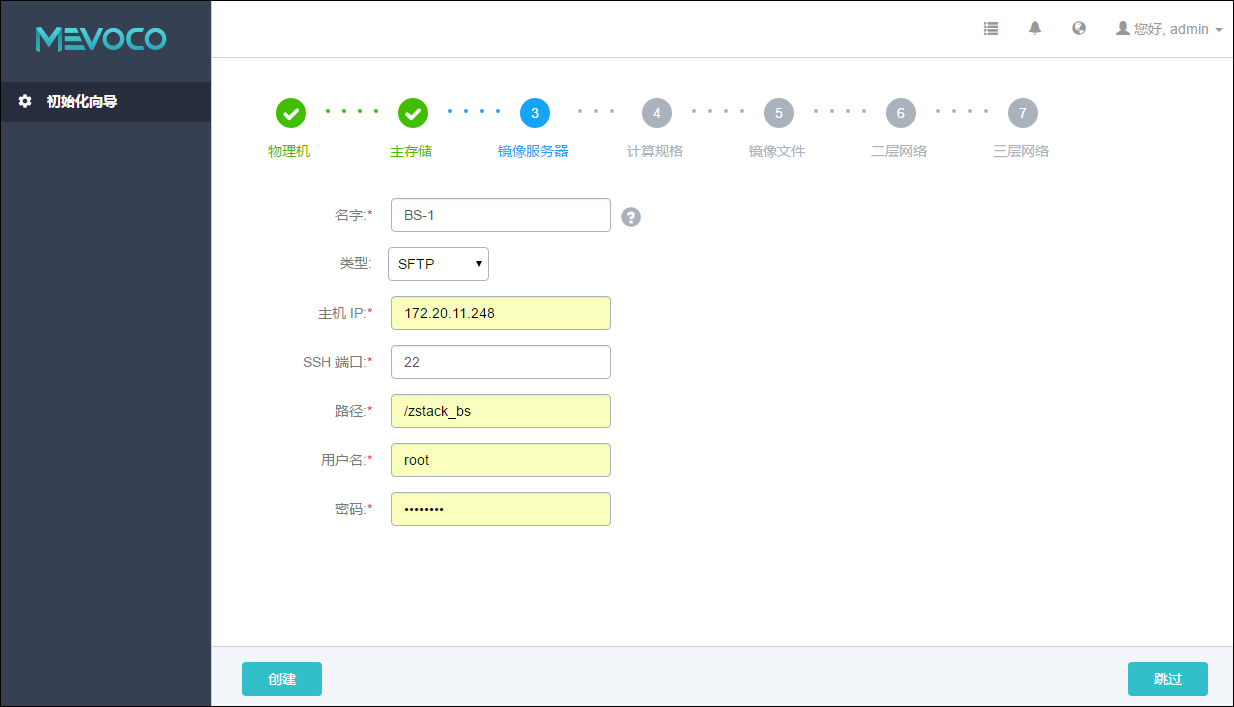 MEVOCO
您好, admin
初始化向导
3 4 5 6 7
物理机 主存储 镜像服务器 计算规格 镜像文件 二层网络 三层网络
名字:* BS-1 ?
类型: SFTP
主机 IP:* 172.20.11.248
SSH 端口:* 22
路径:* /zstack_bs
用户名:* root
密码:* ••••••••
创建 跳过